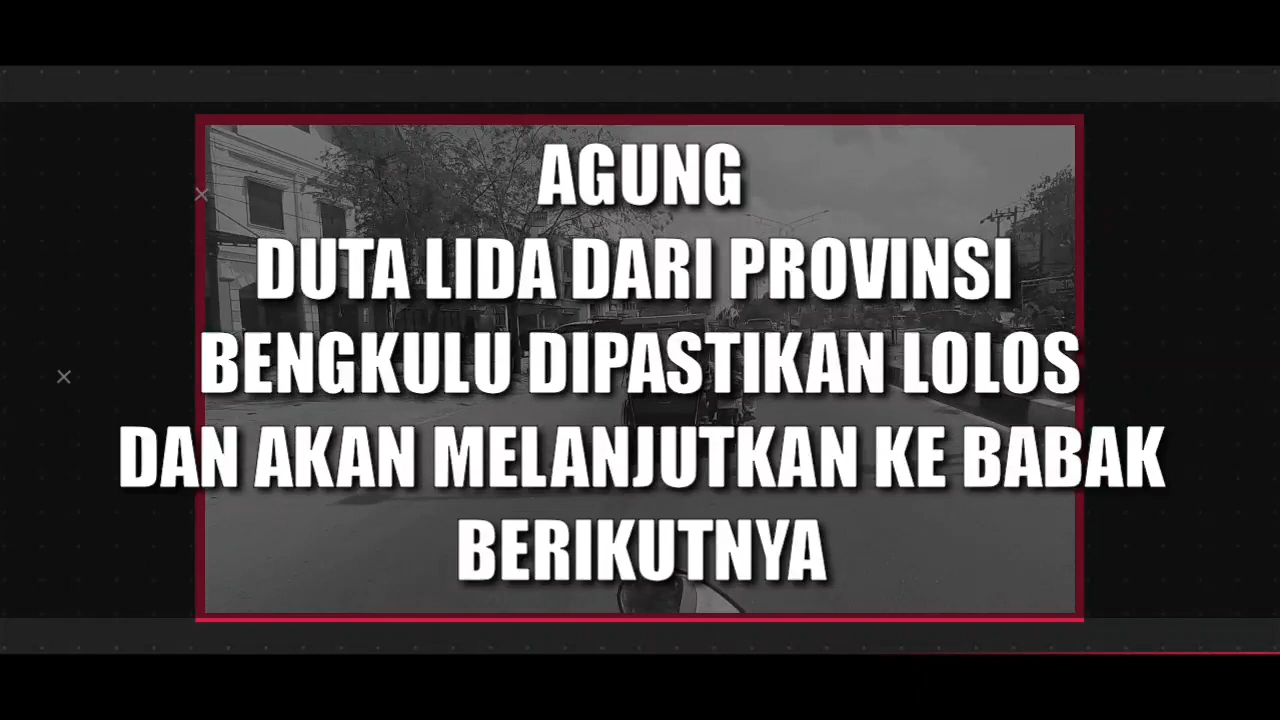 AGUNG
DUTA LIDA DARI PROVINSI
BENGKULU DIPASTIKAN LOLOS
DAN AKAN MELANJUTKAN KE BABAK
BERIKUTNYA